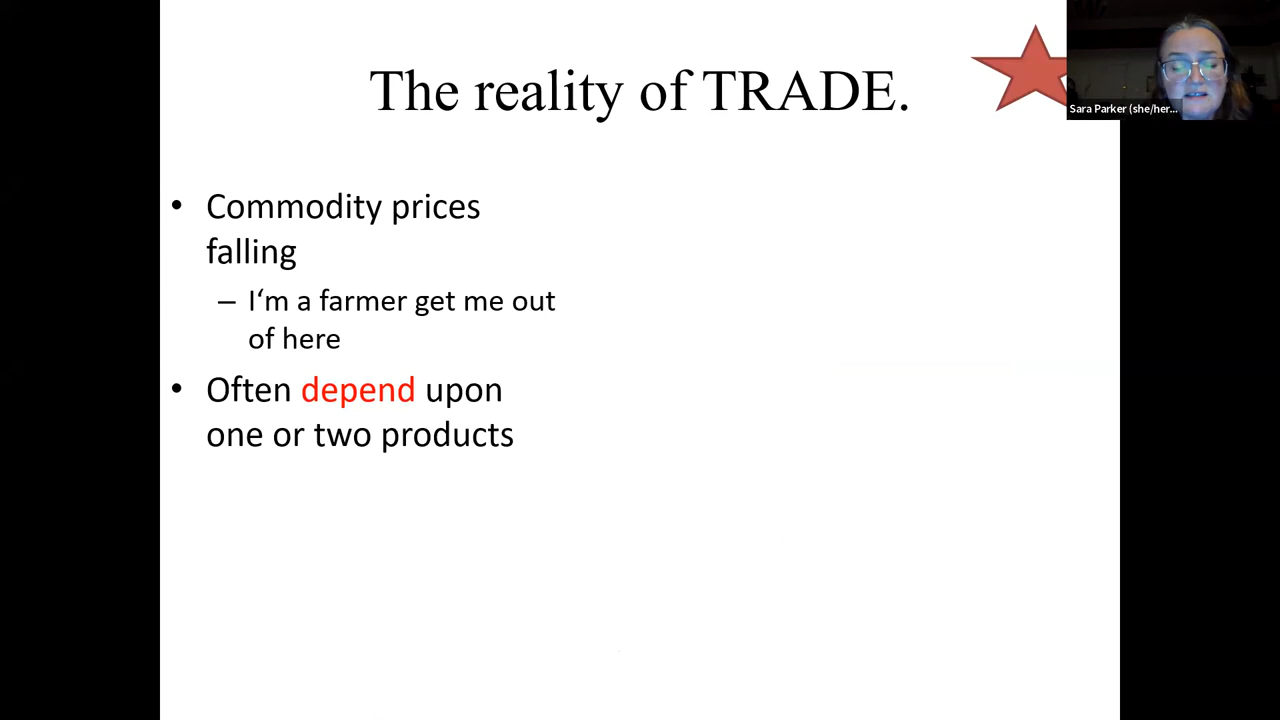 The reality of TRADE.
Sara Parker (she/her...
• Commodity prices
falling
– I‘m a farmer get me out
of here
• Often depend upon
one or two products